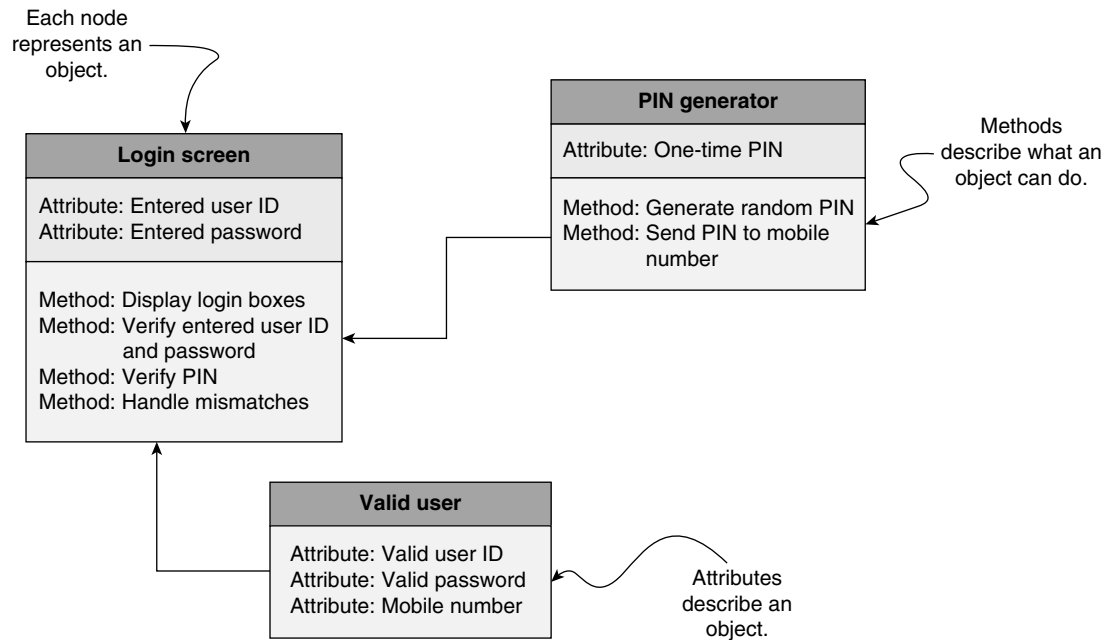 Each node
represents an
object.
Login screen
Attribute: Entered user ID
Attribute: Entered password
Method: Display login boxes
Method: Verify entered user ID
and password
Method: Verify PIN
Method: Handle mismatches
PIN generator
Attribute: One-time PIN
Method: Generate random PIN
Method: Send PIN to mobile
number
Methods
describe what an
object can do.
Valid user
Attribute: Valid user ID
Attribute: Valid password
Attribute: Mobile number
Attributes
describe an
object.